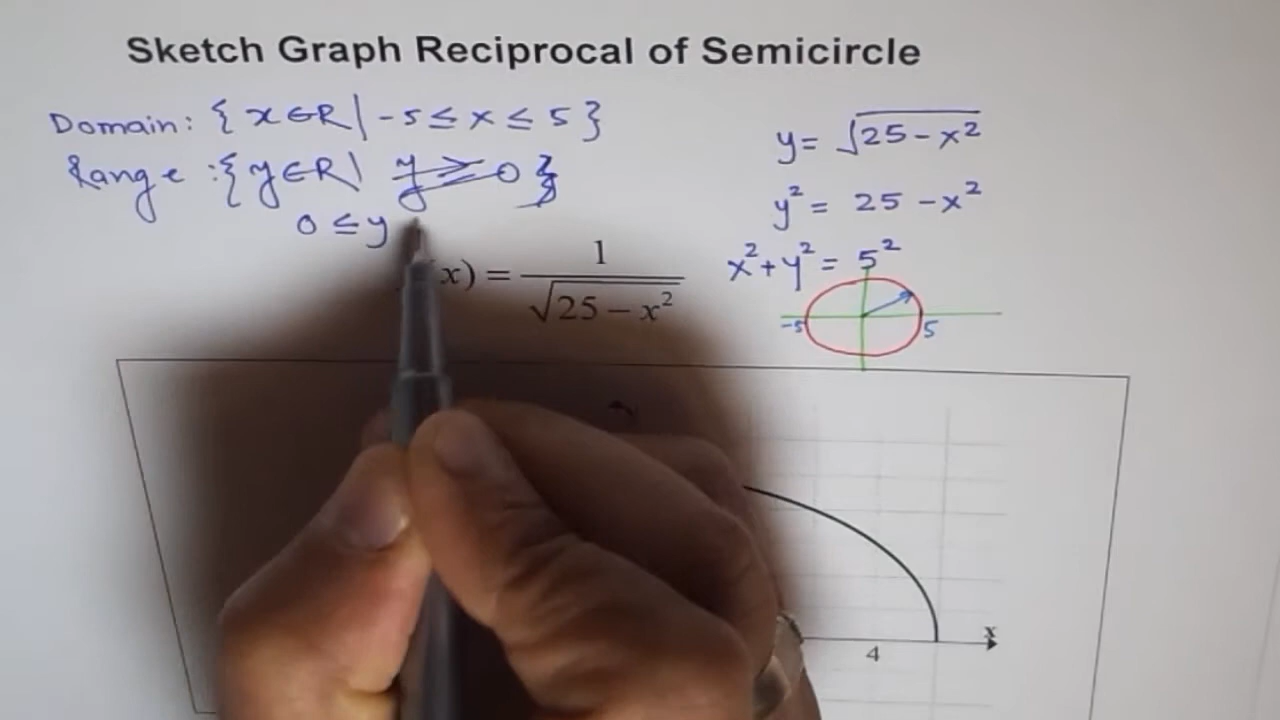 Sketch Graph Reciprocal of Semicircle
Domain: { x∈R | -5 ≤ x ≤ 5 }
Range :{ y∈R | y ≥ 0 }
0 ≤ y
(x) = 1/√(25 − x²)
y = √(25 - x²)
y² = 25 - x²
x² + y² = 5²
-5 5
x
4